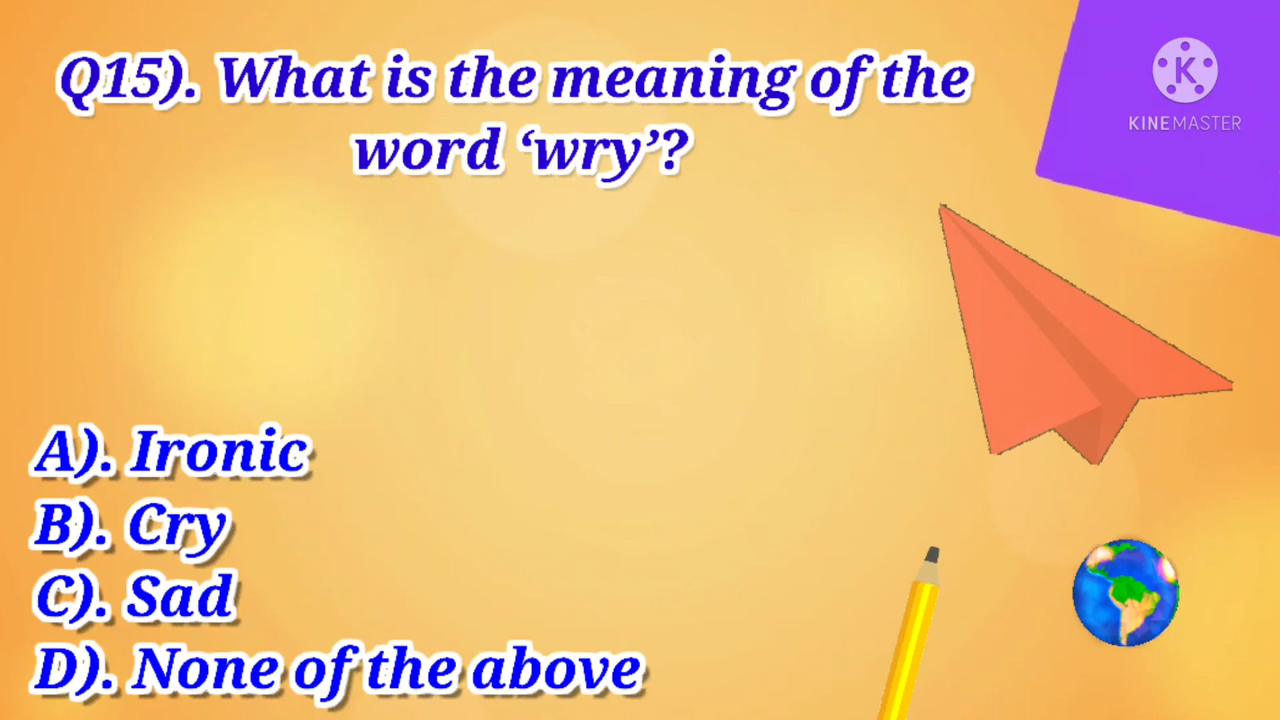 Q15). What is the meaning of the
word ‘wry’?
K
KINEMASTER
A). Ironic
B). Cry
C). Sad
D). None of the above